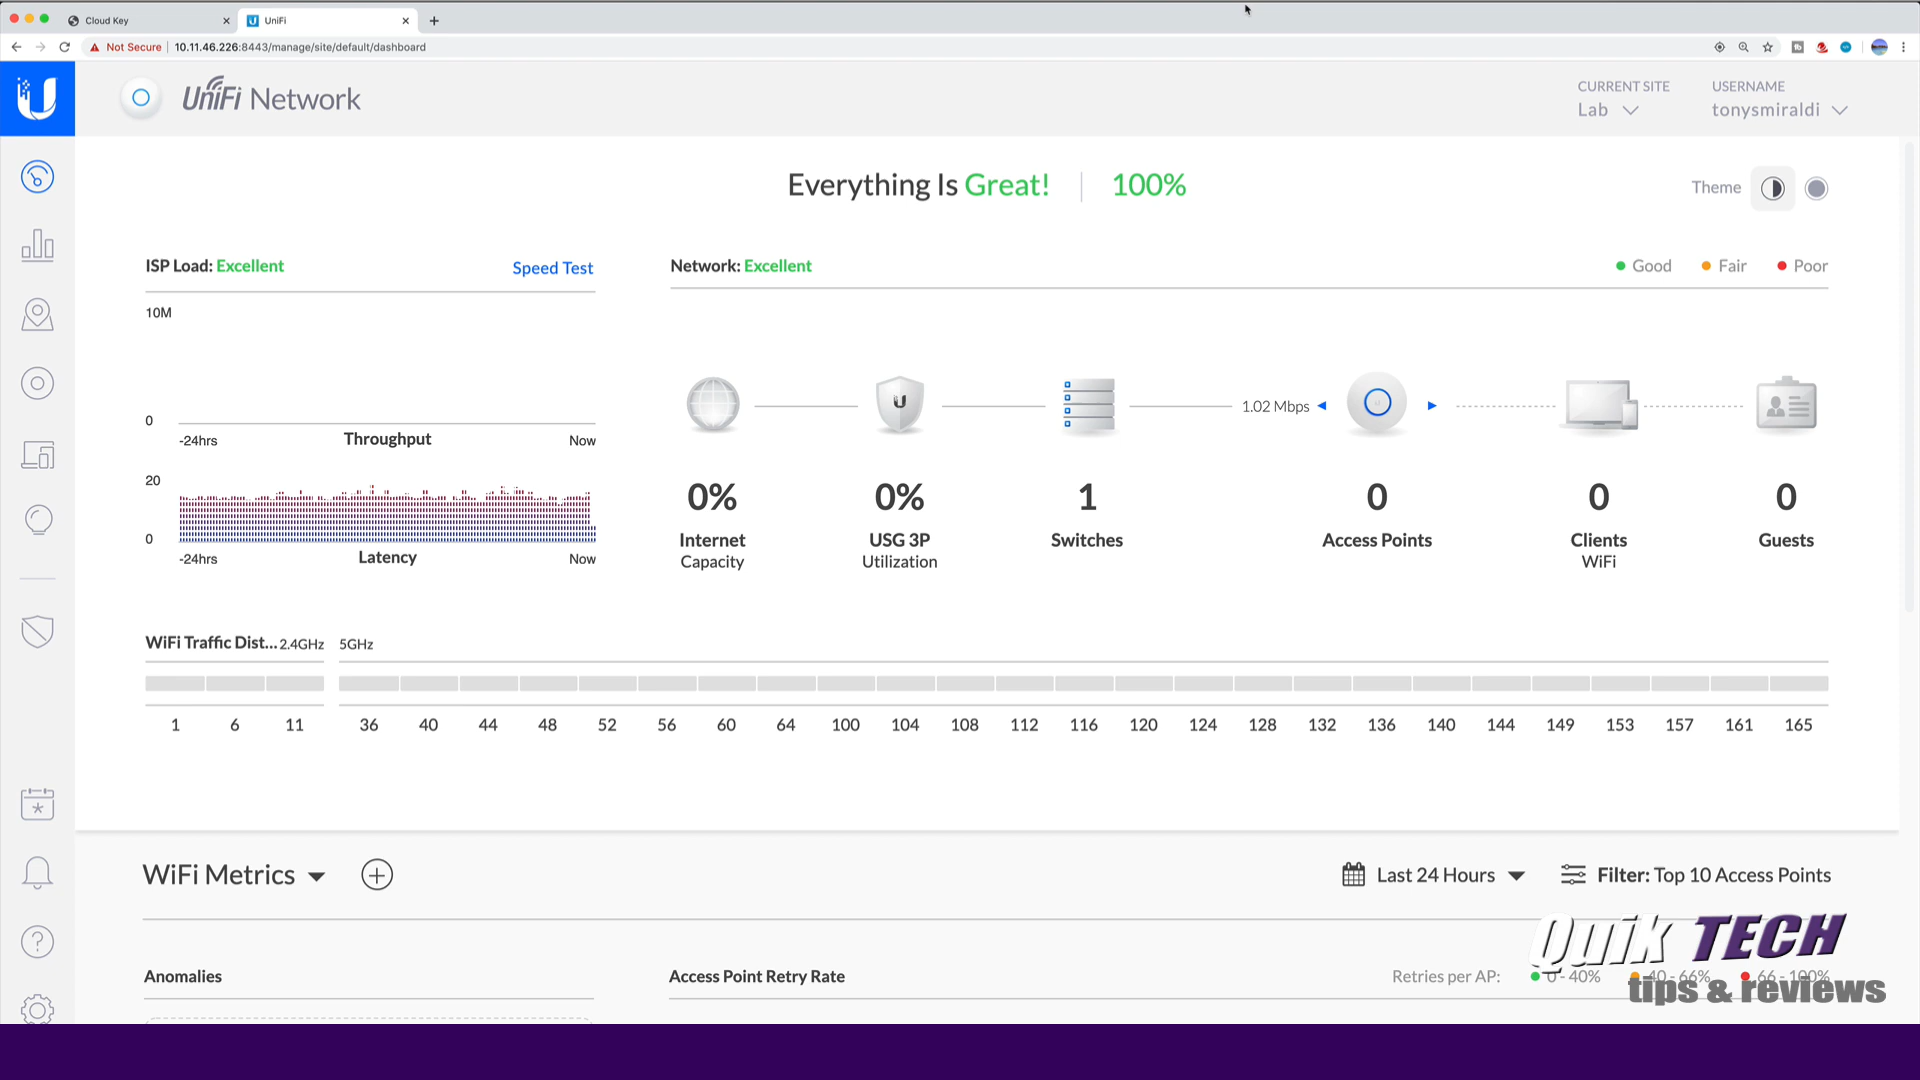 Cloud Key
UniFi
Not Secure
10.11.46.226:8443/manage/site/default/dashboard
UniFi Network
CURRENT SITE
Lab
USERNAME
tonysmiraldi
Everything Is Great!
100%
Theme
ISP Load: Excellent
Speed Test
Network: Excellent
Good
Fair
Poor
10M
0
-24hrs
Throughput
Now
20
0
-24hrs
Latency
Now
1.02 Mbps
0%
Internet
Capacity
0%
USG 3P
Utilization
1
Switches
0
Access Points
0
Clients
WiFi
0
Guests
WiFi Traffic Dist... 2.4GHz
5GHz
1 6 11 36 40 44 48 52 56 60 64 100 104 108 112 116 120 124 128 132 136 140 144 149 153 157 161 165
WiFi Metrics
Last 24 Hours
Filter: Top 10 Access Points
Anomalies
Access Point Retry Rate
Retries per AP:
0 - 40%
40 - 66%
66 - 100%
Quik TECH
tips & reviews